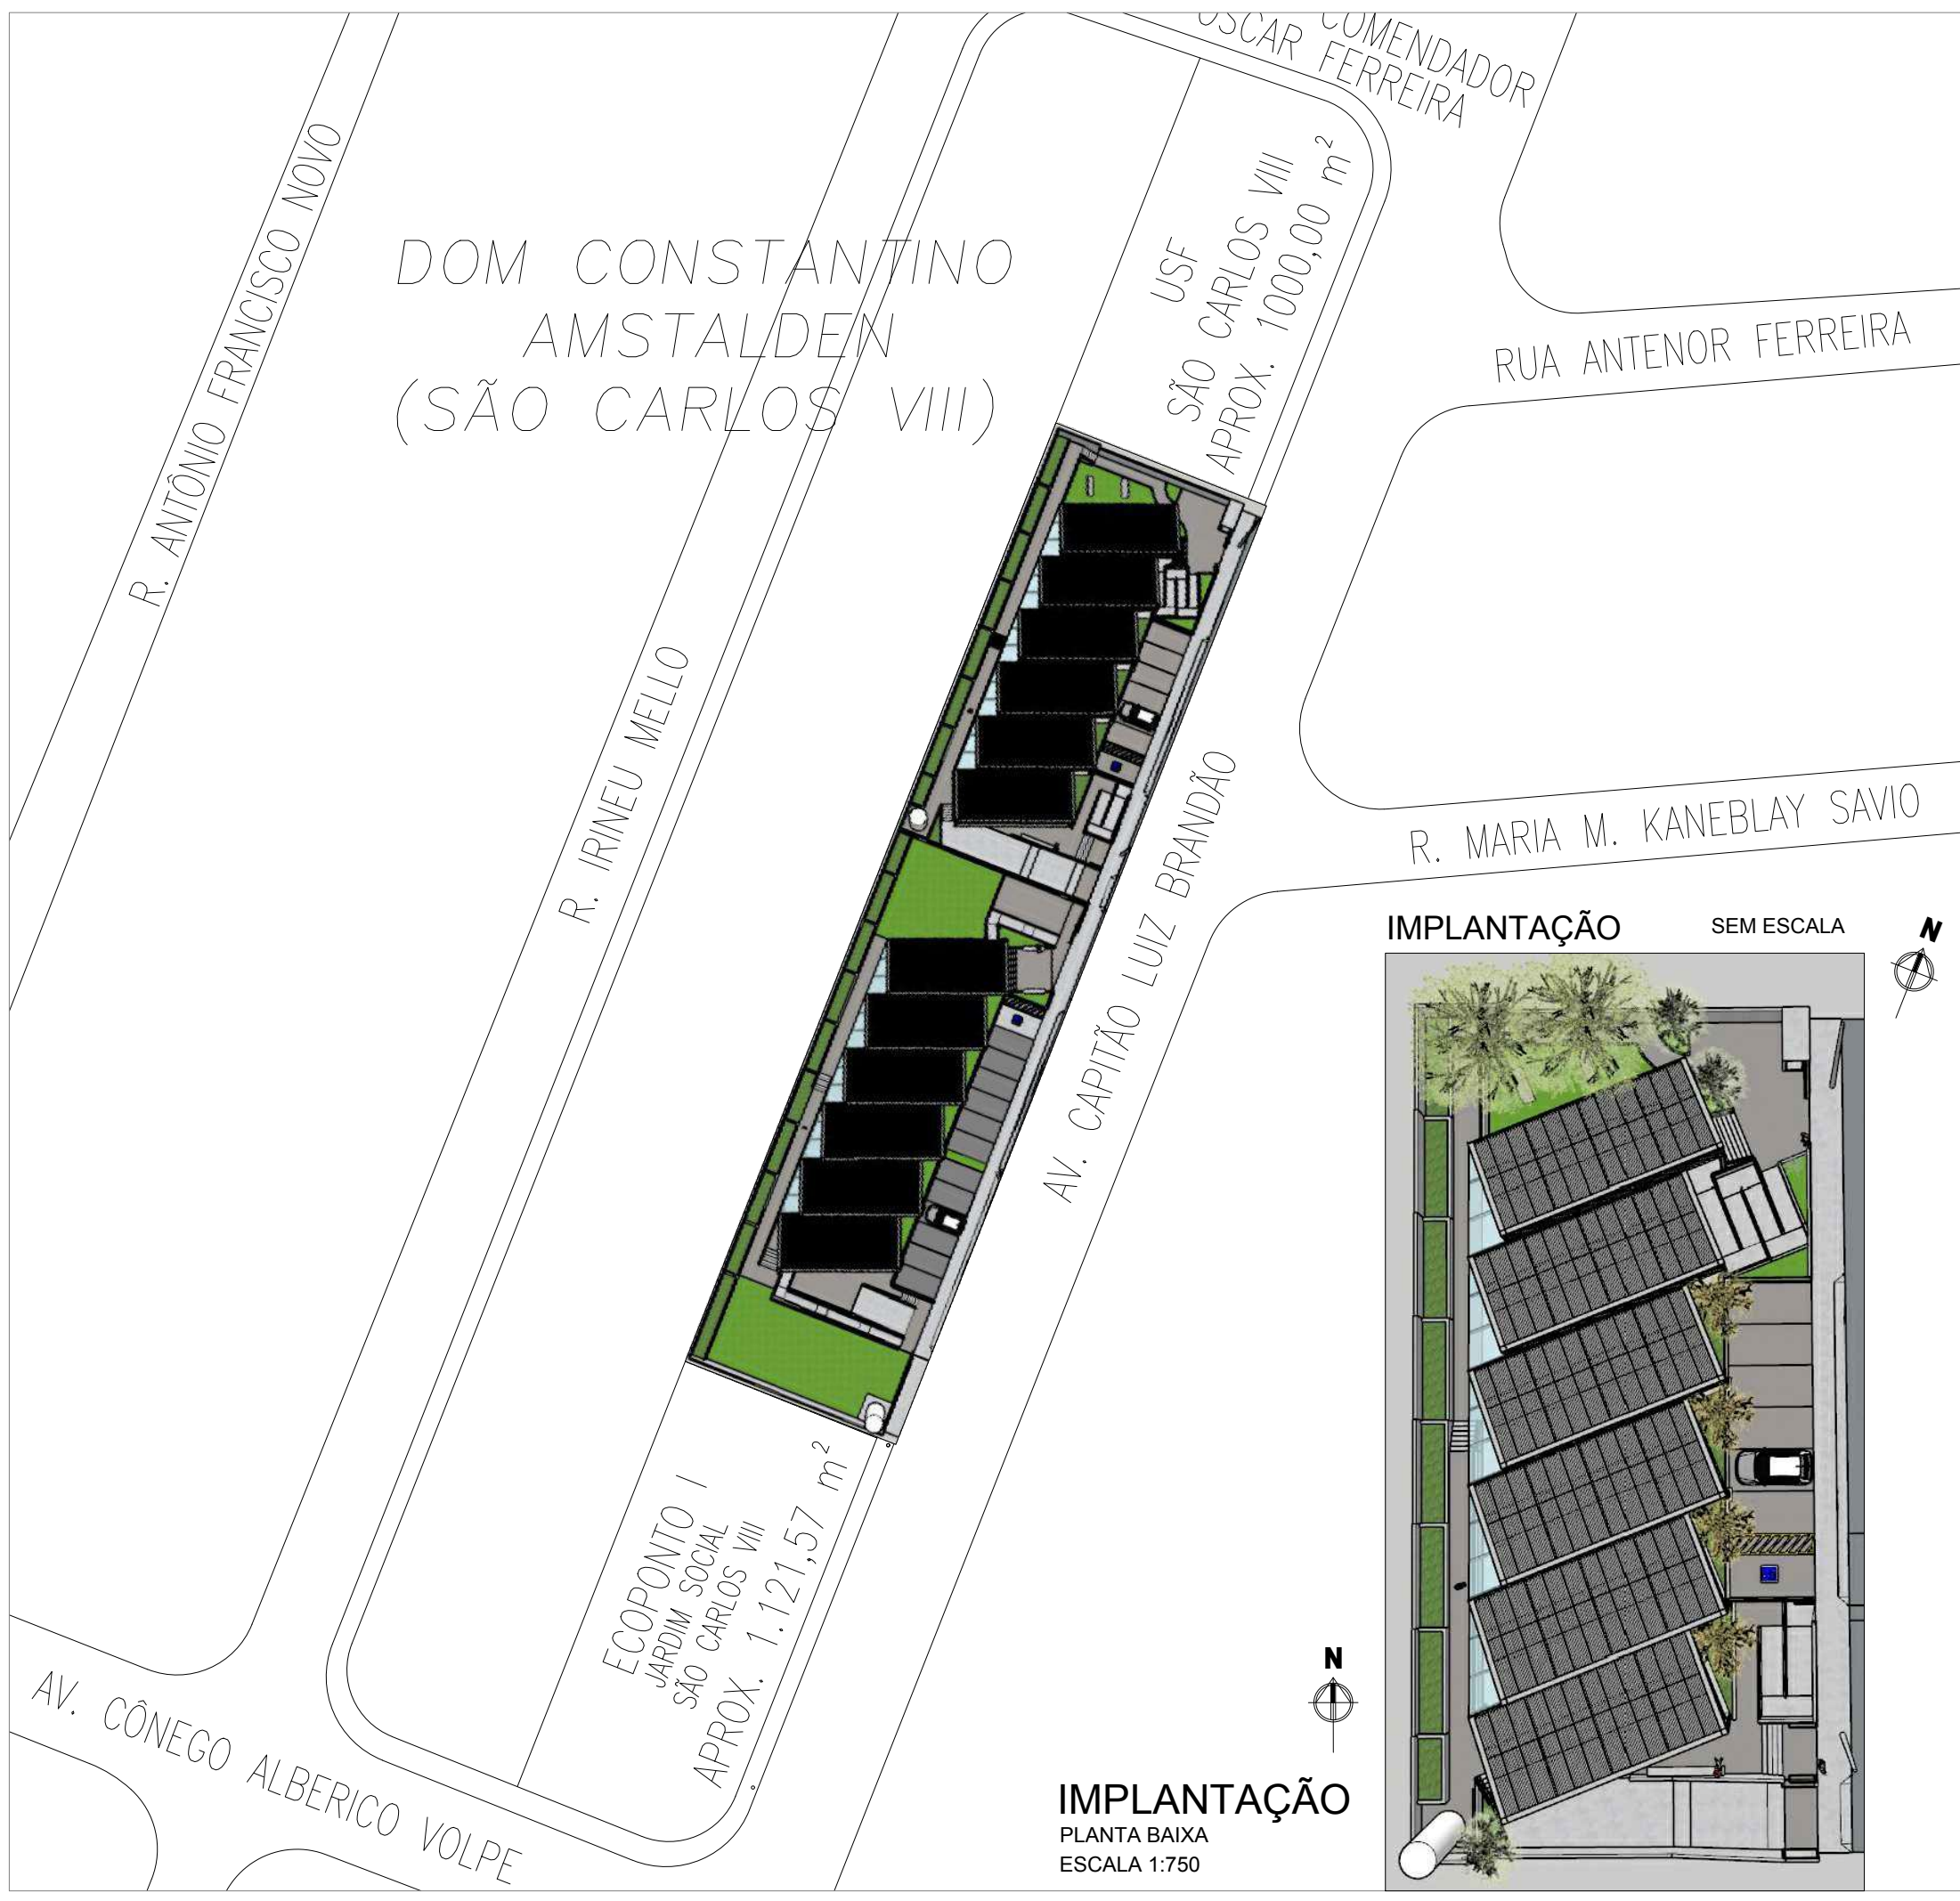 COMENDADOR
OSCAR FERREIRA
R. ANTÔNIO FRANCISCO NOVO
DOM CONSTANTINO
AMSTALDEN
(SÃO CARLOS VIII)
USF
SÃO CARLOS VIII
APROX. 1000,00 m²
RUA ANTENOR FERREIRA
R. IRINEU MELLO
AV. CAPITÃO LUIZ BRANDÃO
R. MARIA M. KANEBLAY SAVIO
IMPLANTAÇÃO
SEM ESCALA
N
ECOPONTO I
JARDIM SOCIAL
SÃO CARLOS VIII
APROX. 1.121,57 m²
AV. CÔNEGO ALBERICO VOLPE
N
IMPLANTAÇÃO
PLANTA BAIXA
ESCALA 1:750